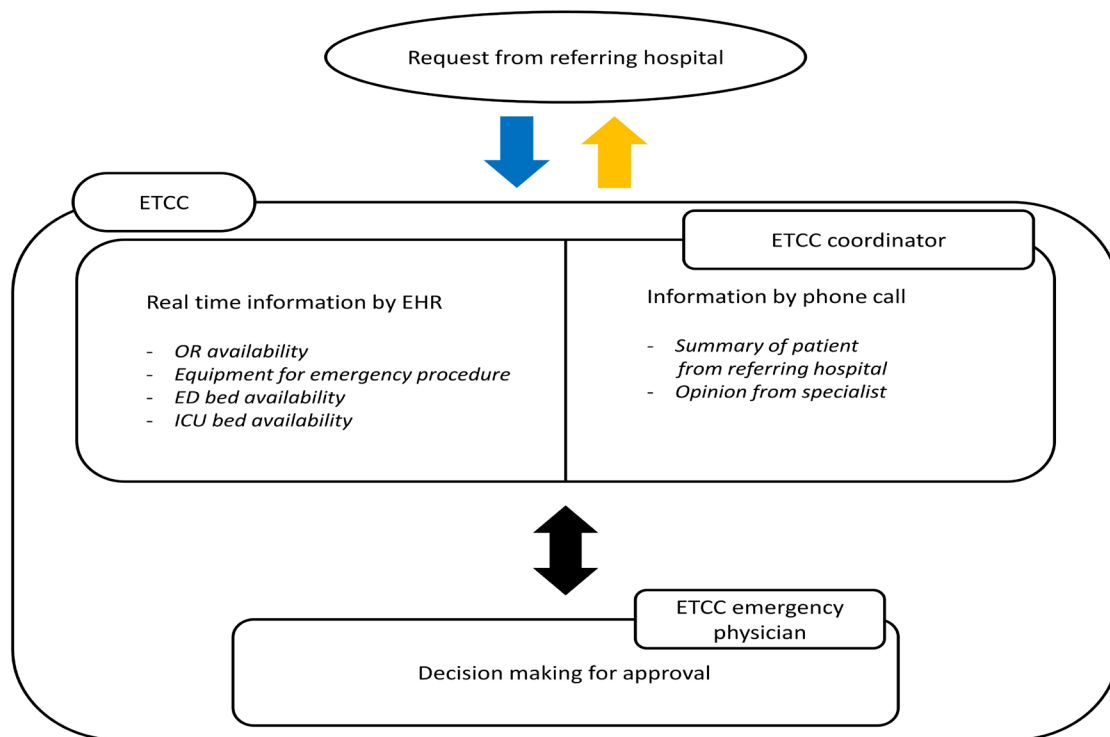 Request from referring hospital
ETCC
ETCC coordinator
Real time information by EHR
- OR availability
- Equipment for emergency procedure
- ED bed availability
- ICU bed availability
Information by phone call
- Summary of patient
from referring hospital
- Opinion from specialist
ETCC emergency
physician
Decision making for approval